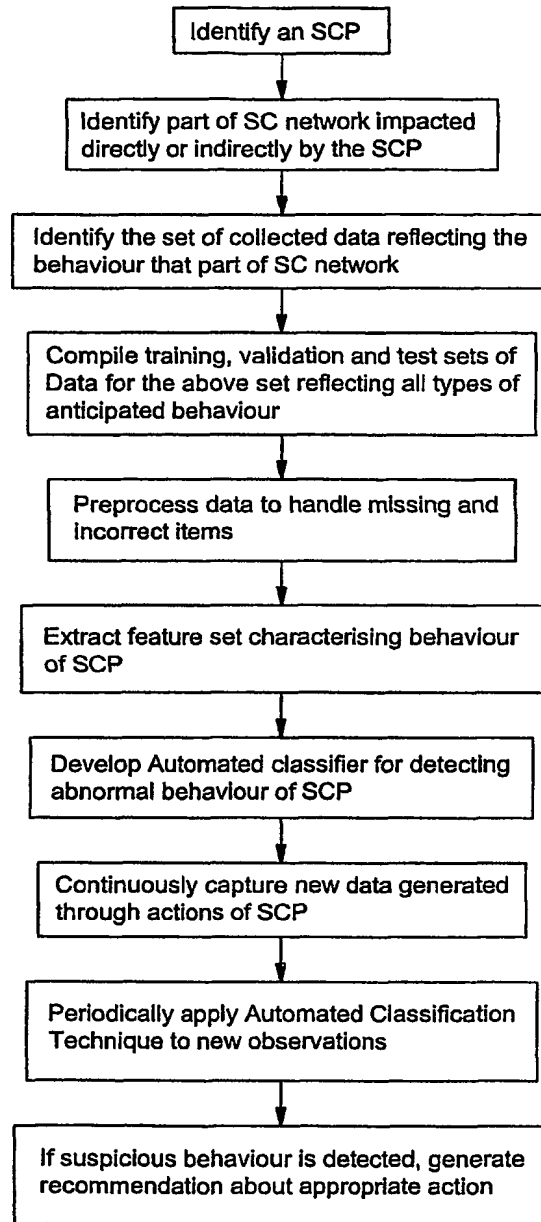 Identify an SCP
Identify part of SC network impacted
directly or indirectly by the SCP
Identify the set of collected data reflecting the
behaviour that part of SC network
Compile training, validation and test sets of
Data for the above set reflecting all types of
anticipated behaviour
Preprocess data to handle missing and
incorrect items
Extract feature set characterising behaviour
of SCP
Develop Automated classifier for detecting
abnormal behaviour of SCP
Continuously capture new data generated
through actions of SCP
Periodically apply Automated Classification
Technique to new observations
If suspicious behaviour is detected, generate
recommendation about appropriate action